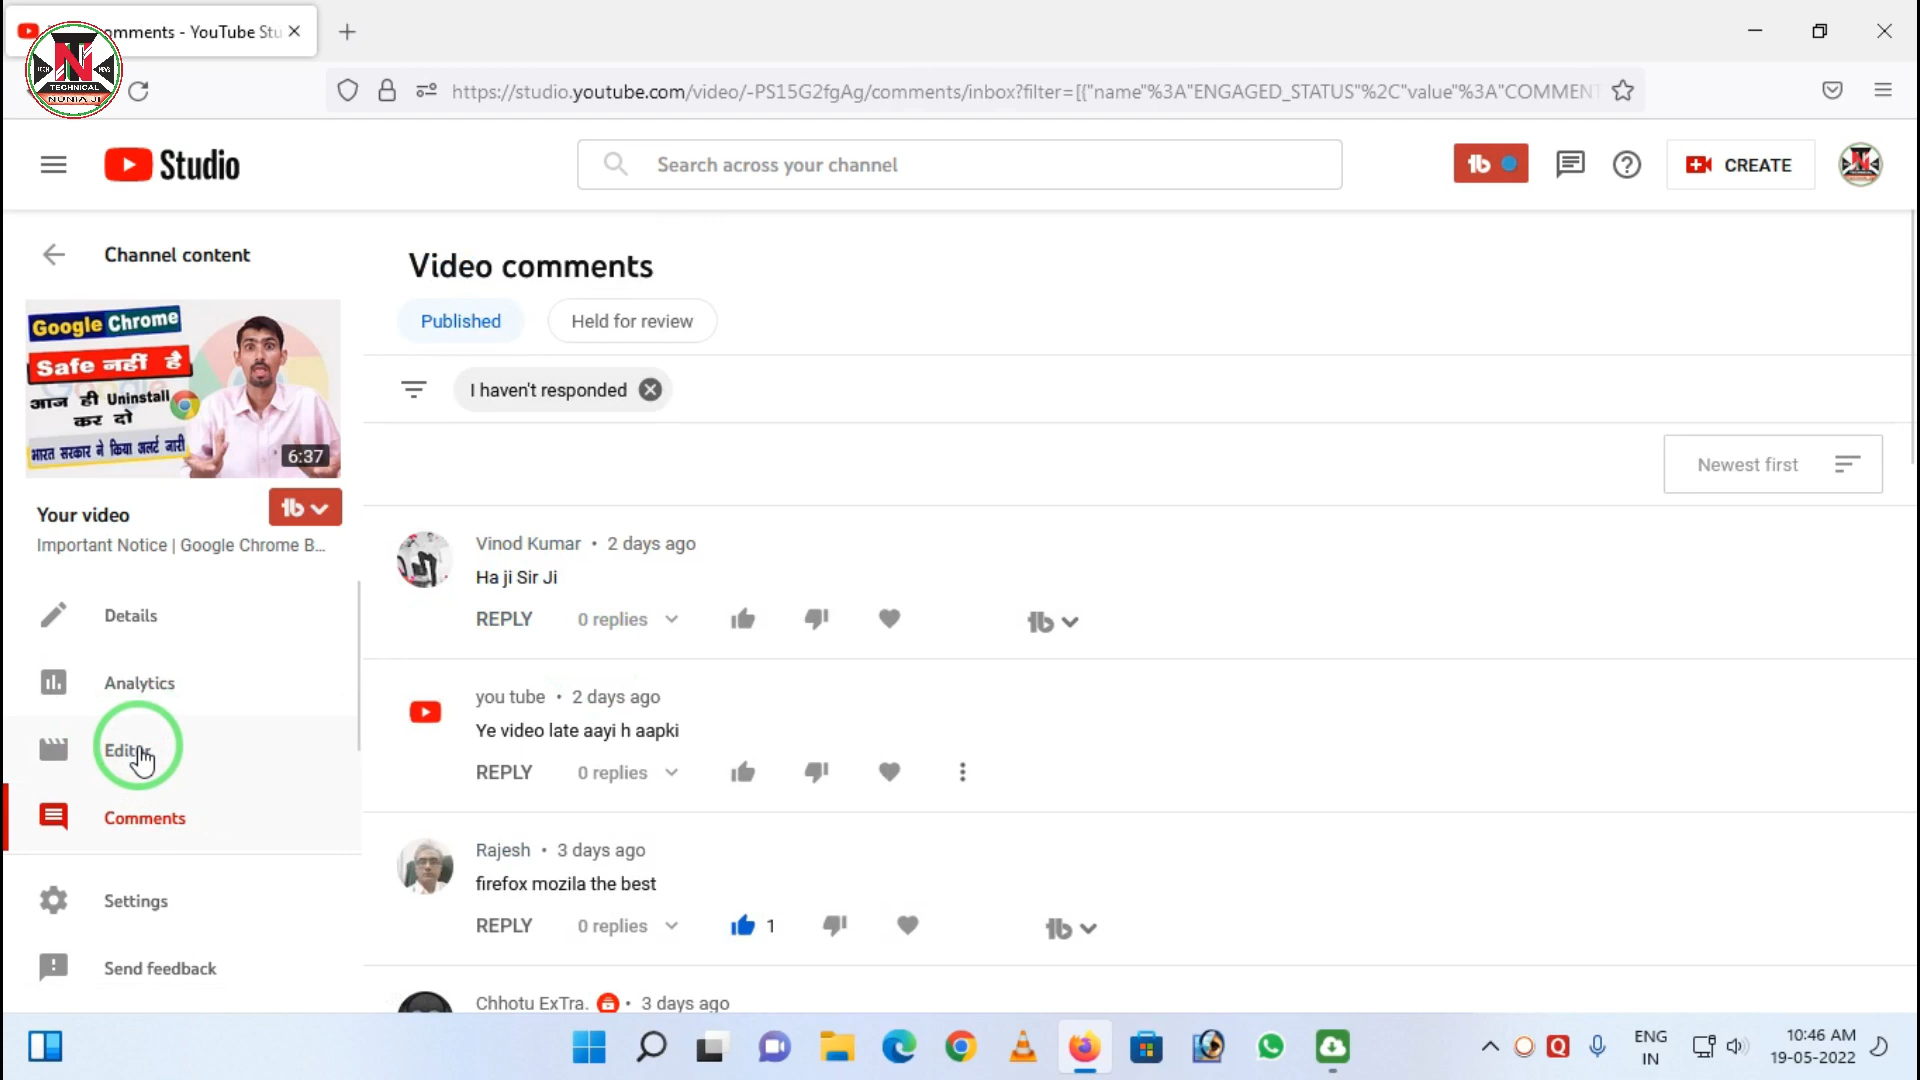 omments - YouTube Stu
TECHNICAL
NUNIA JI
https://studio.youtube.com/video/-PS15G2fgAg/comments/inbox?filter=[{"name"%3A"ENGAGED_STATUS"%2C"value"%3A"COMMENT
Studio
Search across your channel
CREATE
Channel content
Google Chrome
Safe नहीं है
आज ही Uninstall
कर दो
भारत सरकार ने किया अलर्ट जारी
6:37
Your video
Important Notice | Google Chrome B...
Details
Analytics
Editor
Comments
Settings
Send feedback
Video comments
Published
Held for review
I haven't responded
Newest first
Vinod Kumar • 2 days ago
Ha ji Sir Ji
REPLY 0 replies
you tube • 2 days ago
Ye video late aayi h aapki
REPLY 0 replies
Rajesh • 3 days ago
firefox mozila the best
REPLY 0 replies 1
Chhotu ExTra. • 3 days ago
ENG
IN
10:46 AM
19-05-2022